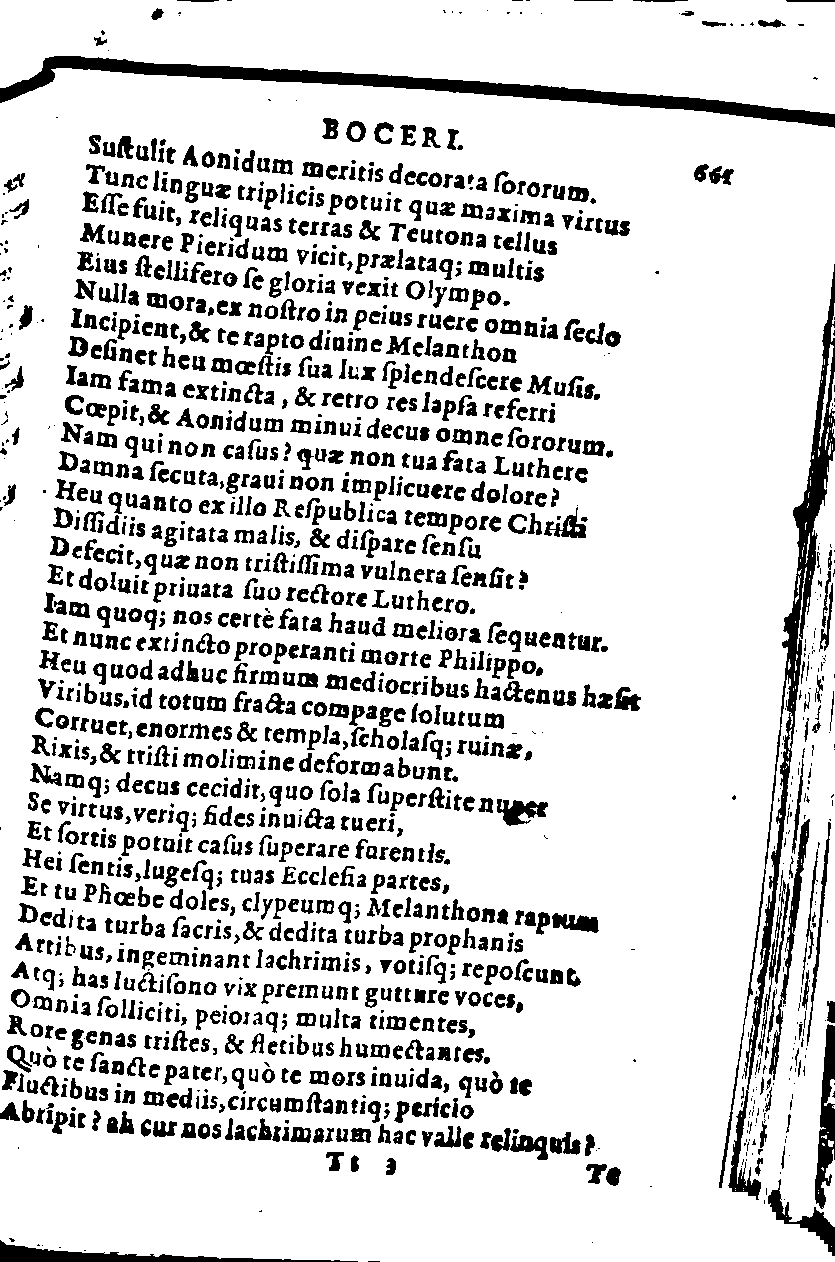 BOCERI.
661
Suſtulit Aonidum meritis decorata ſororum.
Tunc linguæ triplicis potuit quæ maxima virtus
Eſſe fuit, reliquas terras & Teutona tellus
Munere Pieridum vicit, prælataq; multis
Eius ſtellifero ſe gloria vexit Olympo.
Nulla mora, ex noſtro in peius ruere omnia ſeclo
Incipient, & te rapto diuine Melanthon
Deſinet heu mœſtis ſua lux ſplendeſcere Muſis.
Iam fama extincta, & retro res lapſa referri
Cœpit, & Aonidum minui decus omne ſororum.
Nam qui non caſus? quæ non tua fata Luthere
Damna ſecuta, graui non implicuere dolore?
Heu quanto ex illo Reſpublica tempore Chriſti
Diſſidiis agitata malis, & diſpare ſenſu
Defecit, quæ non triſtiſſima vulnera ſenſit?
Et doluit priuata ſuo rectore Luthero.
Iam quoq; nos certè fata haud meliora ſequentur.
Et nunc extincto properanti morte Philippo.
Heu quod adhuc firmum mediocribus hactenus hæſit
Viribus, id totum fracta compage ſolutum
Corruet, enormes & templa, ſcholaſq; ruinæ,
Rixis, & triſti molimine deformabunt.
Namq; decus cecidit, quo ſola ſuperſtite nuper
Se virtus, veriq; fides inuicta tueri,
Et ſortis potuit caſus ſuperare furentis.
Hei ſentis, lugeſq; tuas Eccleſia partes,
Et tu Phœbe doles, clypeumq; Melanthona raptum
Dedita turba ſacris, & dedita turba prophanis
Artibus, ingeminant lachrimis, votiſq; repoſcunt,
Atq; has luctiſono vix premunt gutture voces,
Omnia ſolliciti, peioraq; multa timentes,
Rore genas triſtes, & fletibus humectantes.
Quò te ſancte pater, quò te mors inuida, quò te
Fluctibus in mediis, circumſtantiq; periclo
Abripit? ah cur nos lachrimarum hac valle relinquis?
Tt 3
Te